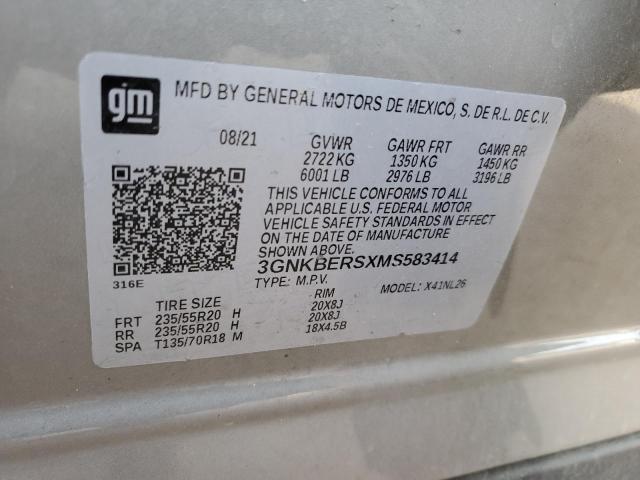 gm
MFD BY GENERAL MOTORS DE MEXICO, S. DE R.L. DE C.V.
08/21 GVWR GAWR FRT GAWR RR
2722 KG 1350 KG 1450 KG
6001 LB 2976 LB 3196 LB
THIS VEHICLE CONFORMS TO ALL
APPLICABLE U.S. FEDERAL MOTOR
VEHICLE SAFETY STANDARDS IN EFFECT
ON THE DATE OF MANUFACTURE
SHOWN ABOVE.
3GNKBERSXMS583414
316E
TYPE: M.P.V. MODEL: X41NL26
TIRE SIZE RIM
FRT 235/55R20 H 20X8J
RR 235/55R20 H 20X8J
SPA T135/70R18 M 18X4.5B